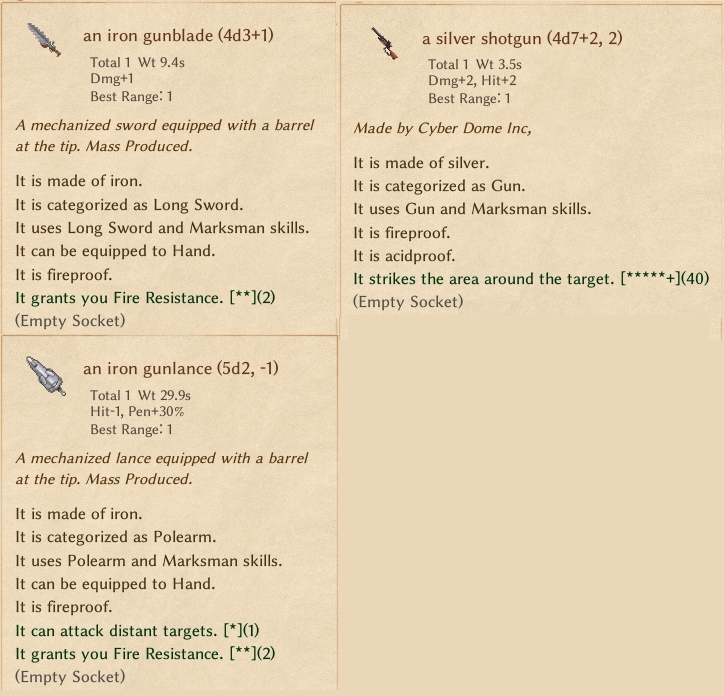 an iron gunblade (4d3+1)
Total 1 Wt 9.4s
Dmg+1
Best Range: 1
A mechanized sword equipped with a barrel
at the tip. Mass Produced.
It is made of iron.
It is categorized as Long Sword.
It uses Long Sword and Marksman skills.
It can be equipped to Hand.
It is fireproof.
It grants you Fire Resistance. [**](2)
(Empty Socket)
a silver shotgun (4d7+2, 2)
Total 1 Wt 3.5s
Dmg+2, Hit+2
Best Range: 1
Made by Cyber Dome Inc,
It is made of silver.
It is categorized as Gun.
It uses Gun and Marksman skills.
It is fireproof.
It is acidproof.
It strikes the area around the target. [*****+](40)
(Empty Socket)
an iron gunlance (5d2, -1)
Total 1 Wt 29.9s
Hit-1, Pen+30%
Best Range: 1
A mechanized lance equipped with a barrel
at the tip. Mass Produced.
It is made of iron.
It is categorized as Polearm.
It uses Polearm and Marksman skills.
It can be equipped to Hand.
It is fireproof.
It can attack distant targets. [*](1)
It grants you Fire Resistance. [**](2)
(Empty Socket)